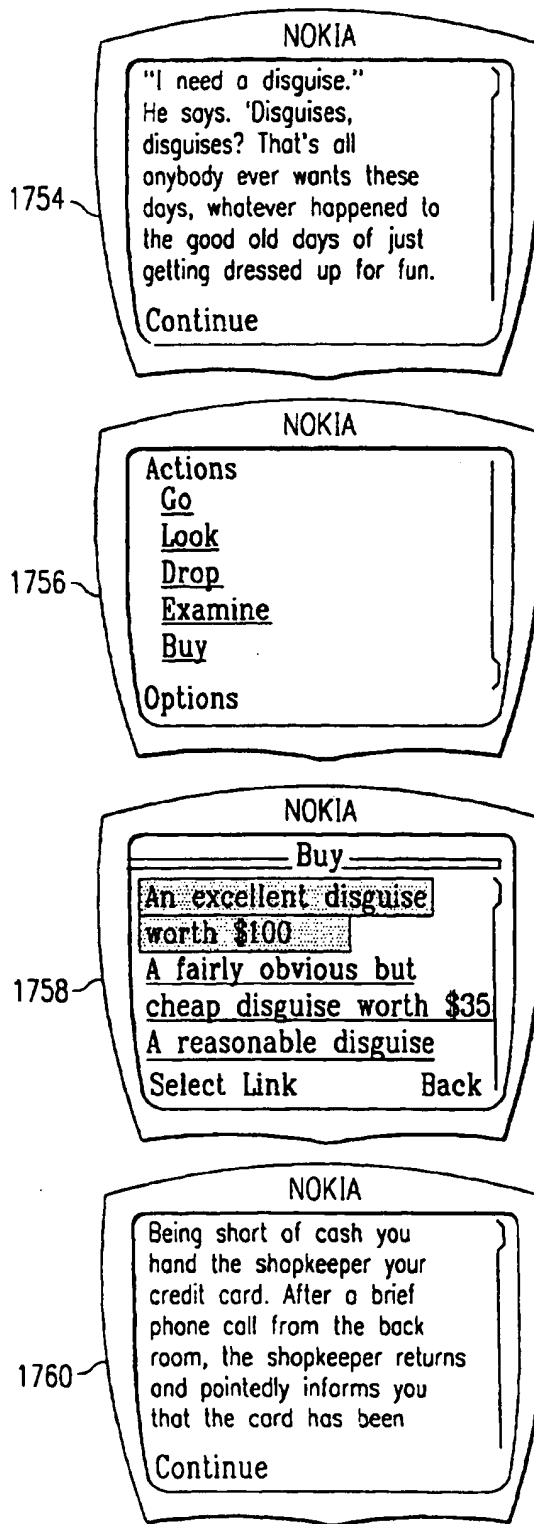 NOKIA
"I need a disguise."
He says. 'Disguises,
disguises? That's all
anybody ever wants these
days, whatever happened to
the good old days of just
getting dressed up for fun.
Continue
1754
NOKIA
Actions
Go
Look
Drop
Examine
Buy
Options
1756
NOKIA
Buy
An excellent disguise
worth $100
A fairly obvious but
cheap disguise worth $35
A reasonable disguise
Select Link Back
1758
NOKIA
Being short of cash you
hand the shopkeeper your
credit card. After a brief
phone call from the back
room, the shopkeeper returns
and pointedly informs you
that the card has been
Continue
1760